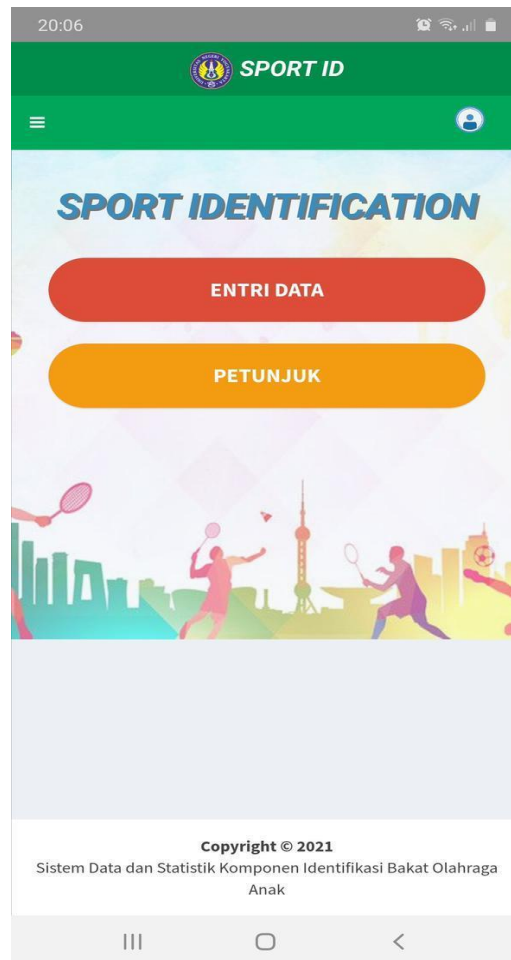 20:06
SPORT ID
SPORT IDENTIFICATION
ENTRI DATA
PETUNJUK
Copyright © 2021
Sistem Data dan Statistik Komponen Identifikasi Bakat Olahraga
Anak